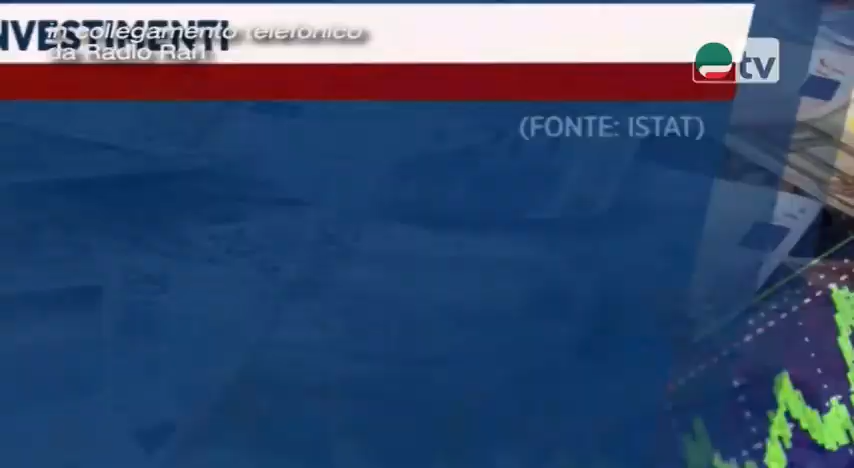 NVESTIMENTI
in collegamento telefonico
da Radio Rai1
(FONTE: ISTAT)
tv